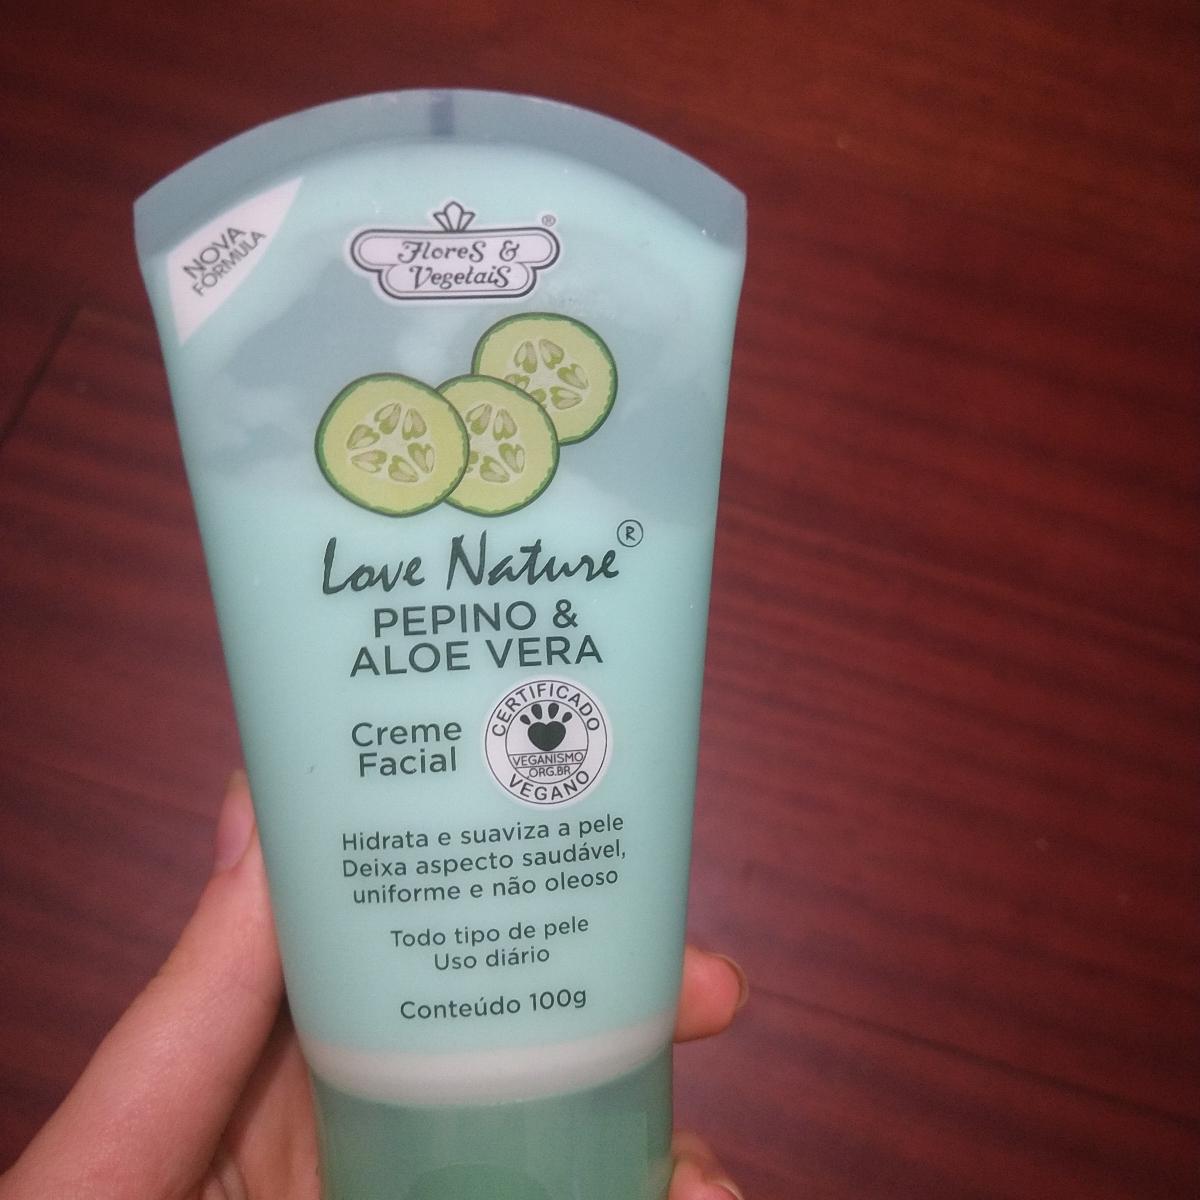 NOVA
FÓRMULA
Flores &
Vegetais
®
Love Nature®
PEPINO &
ALOE VERA
Creme
Facial
CERTIFICADO
VEGANISMO
.ORG.BR
VEGANO
Hidrata e suaviza a pele
Deixa aspecto saudável,
uniforme e não oleoso
Todo tipo de pele
Uso diário
Conteúdo 100g